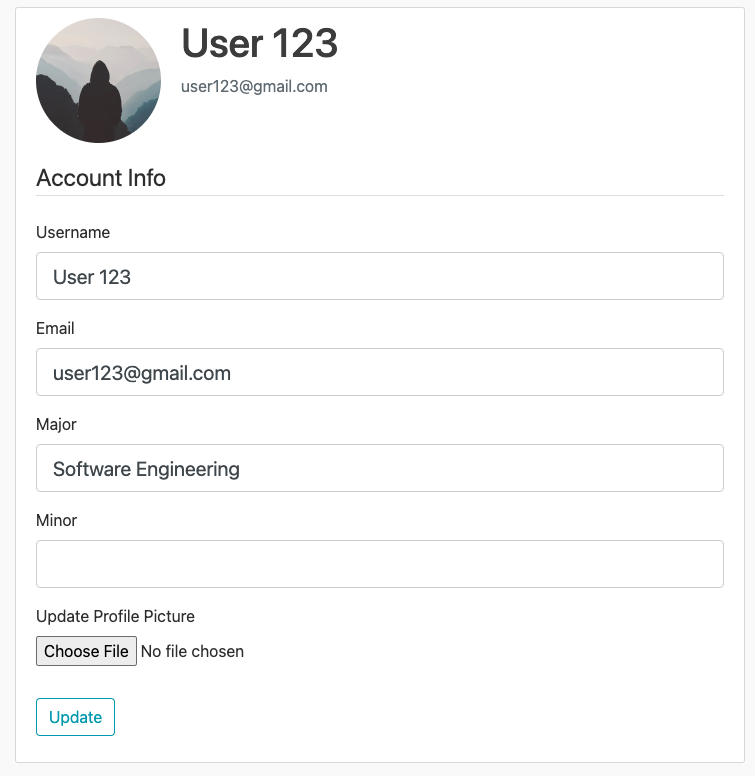 User 123
user123@gmail.com
Account Info
Username
User 123
Email
user123@gmail.com
Major
Software Engineering
Minor
Update Profile Picture
Choose File No file chosen
Update